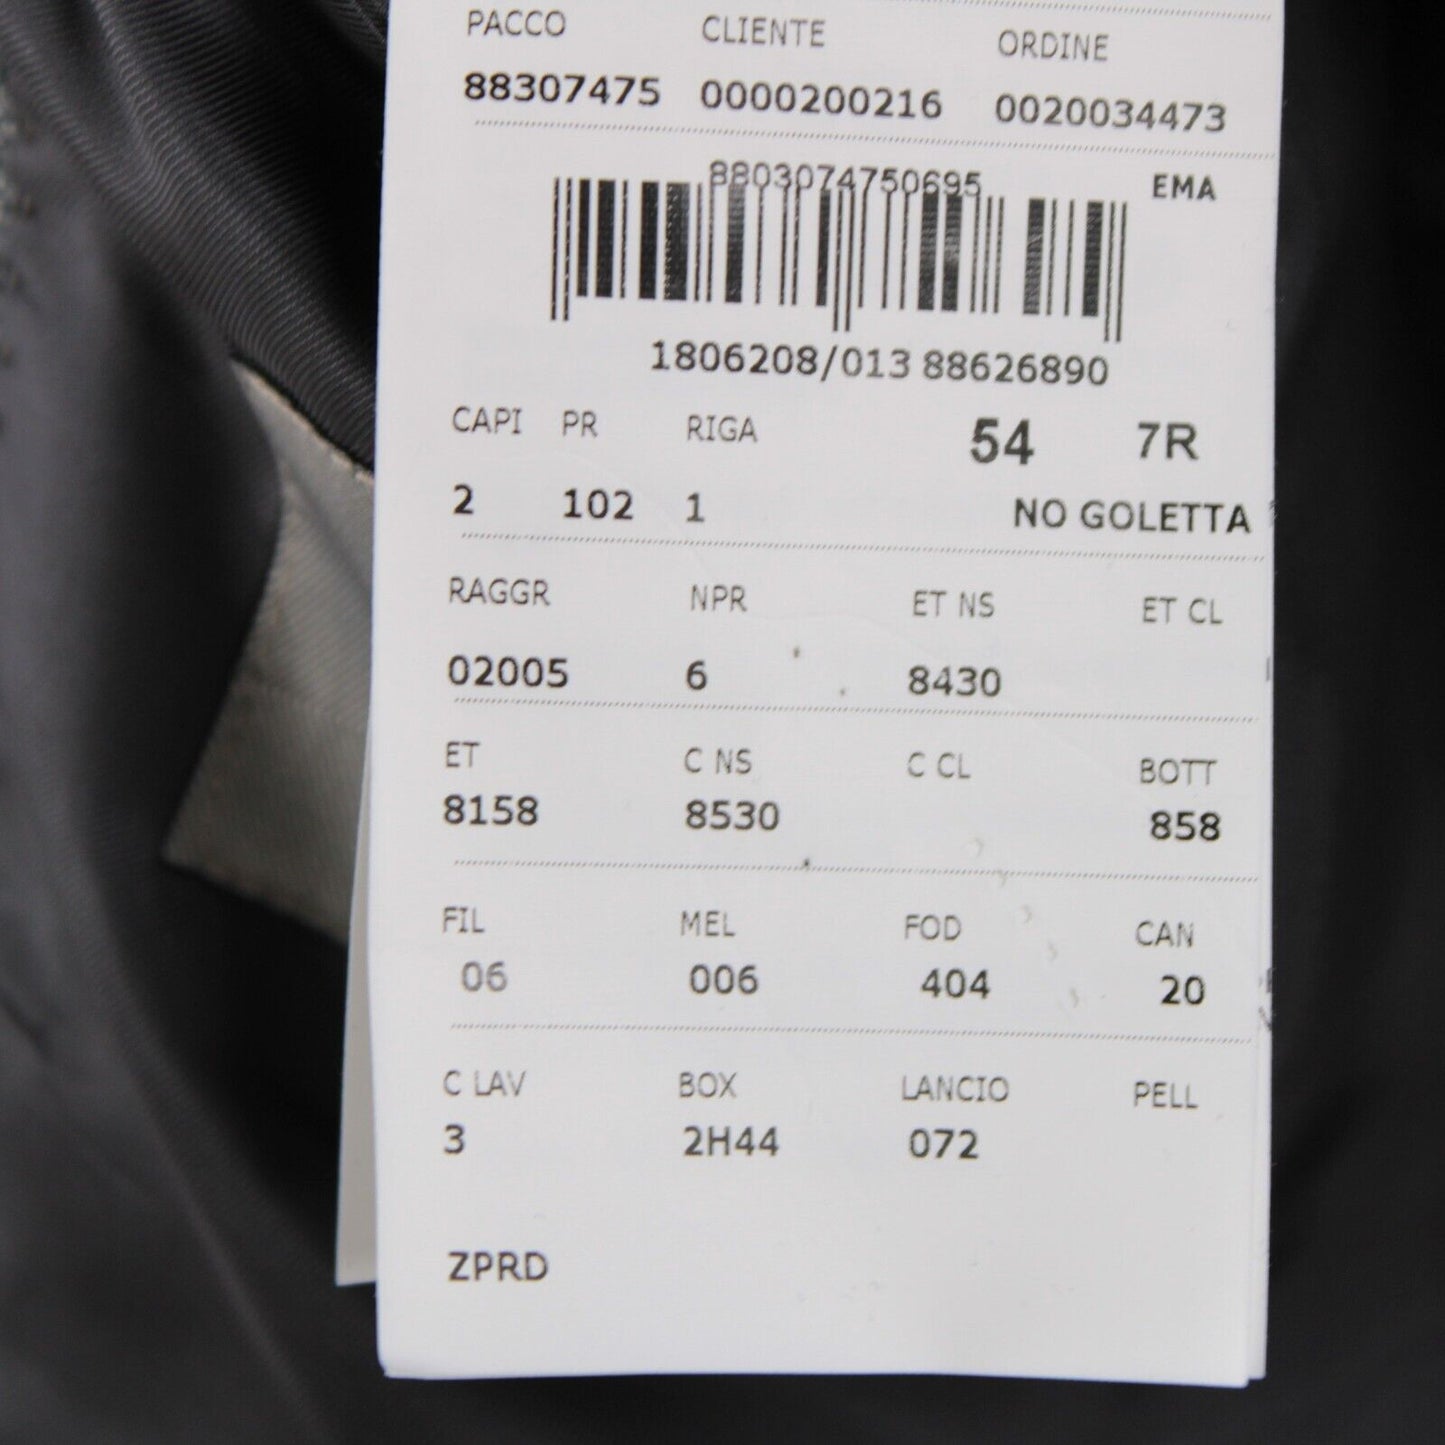 PACCO CLIENTE ORDINE
88307475 0000200216 0020034473
8803074750695 EMA
1806208/013 88626890
CAPI PR RIGA 54 7R
2 102 1 NO GOLETTA
RAGGR NPR ET NS ET CL
02005 6 8430
ET C NS C CL BOTT
8158 8530 858
FIL MEL FOD CAN
06 006 404 20
C LAV BOX LANCIO PELL
3 2H44 072
ZPRD